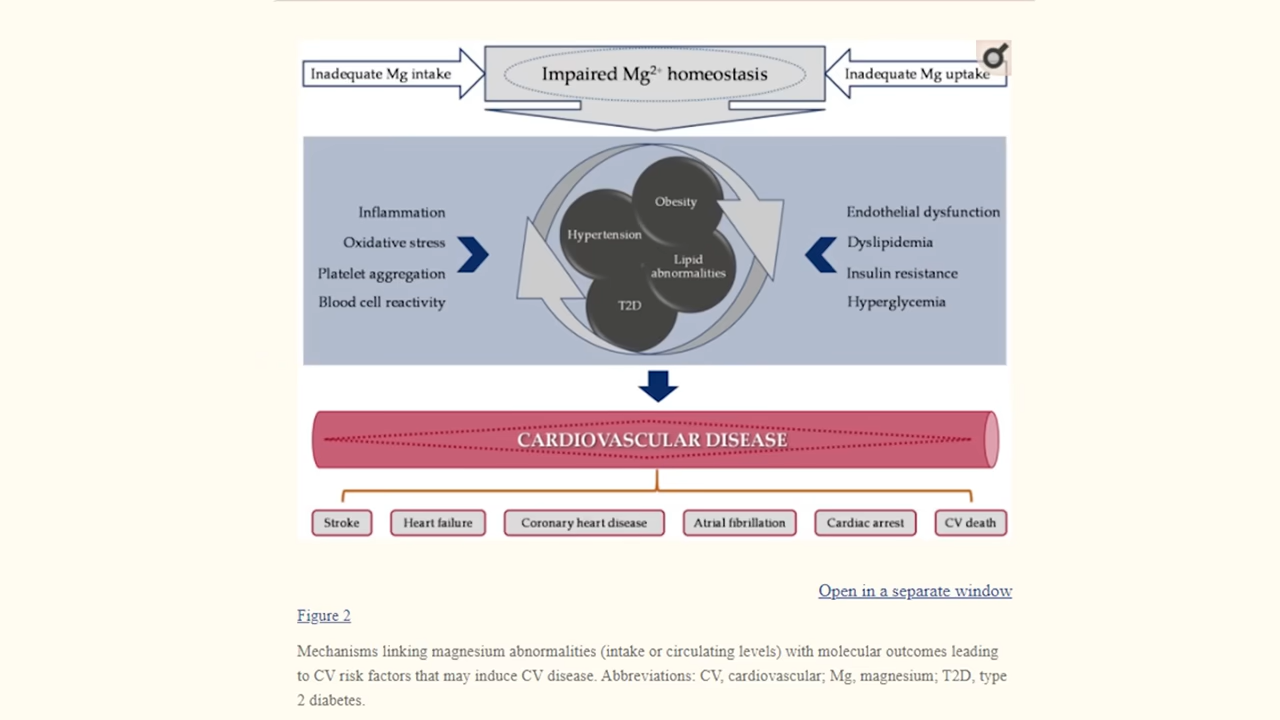 Inadequate Mg intake
Impaired Mg²⁺ homeostasis
Inadequate Mg uptake
Inflammation
Oxidative stress
Platelet aggregation
Blood cell reactivity
Obesity
Hypertension
Lipid
abnormalities
T2D
Endothelial dysfunction
Dyslipidemia
Insulin resistance
Hyperglycemia
CARDIOVASCULAR DISEASE
Stroke
Heart failure
Coronary heart disease
Atrial fibrillation
Cardiac arrest
CV death
Open in a separate window
Figure 2
Mechanisms linking magnesium abnormalities (intake or circulating levels) with molecular outcomes leading
to CV risk factors that may induce CV disease. Abbreviations: CV, cardiovascular; Mg, magnesium; T2D, type
2 diabetes.